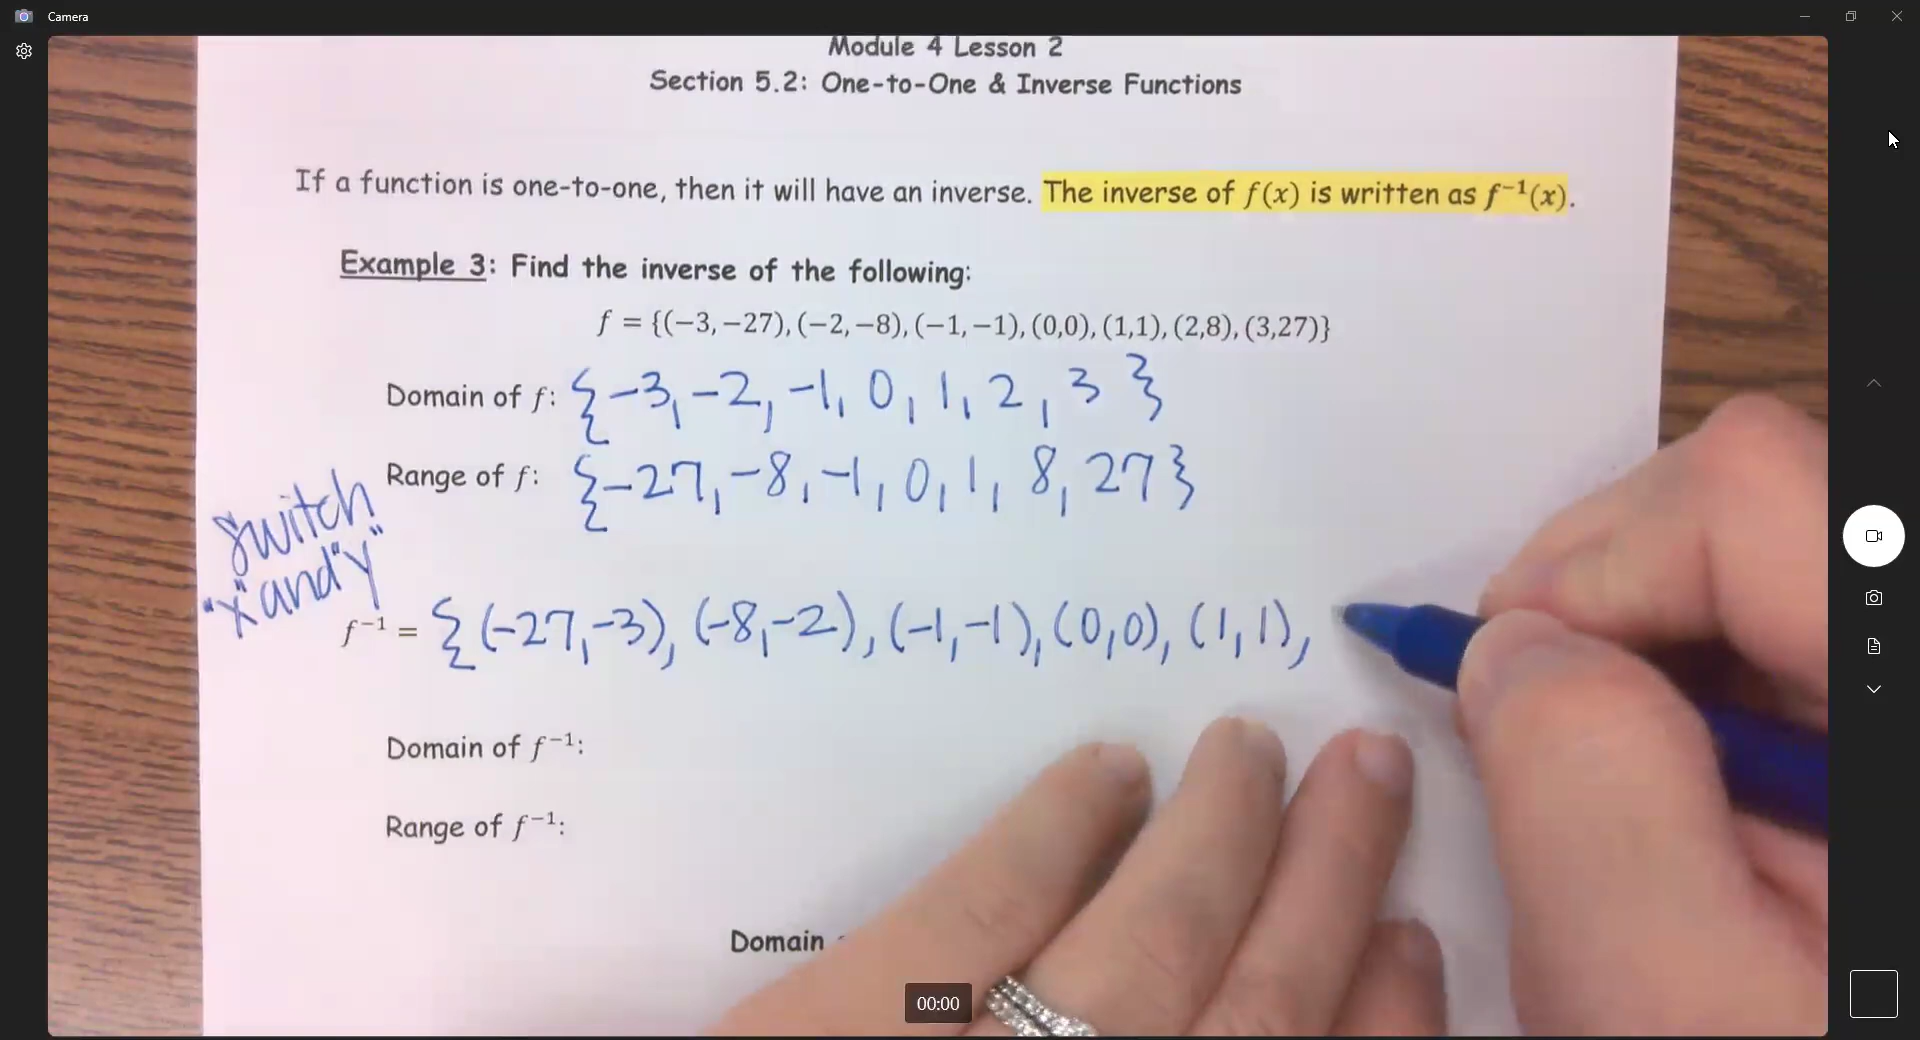 Camera
Module 4 Lesson 2
Section 5.2: One-to-One & Inverse Functions
If a function is one-to-one, then it will have an inverse. The inverse of f(x) is written as f⁻¹(x).
Example 3: Find the inverse of the following:
f = {(−3,−27),(−2,−8),(−1,−1),(0,0),(1,1),(2,8),(3,27)}
Domain of f: {-3, -2, -1, 0, 1, 2, 3}
Range of f: {-27, -8, -1, 0, 1, 8, 27}
switch
"x" and "y"
f⁻¹ = {(-27,-3), (-8,-2), (-1,-1), (0,0), (1,1),
Domain of f⁻¹:
Range of f⁻¹:
Domain
00:00